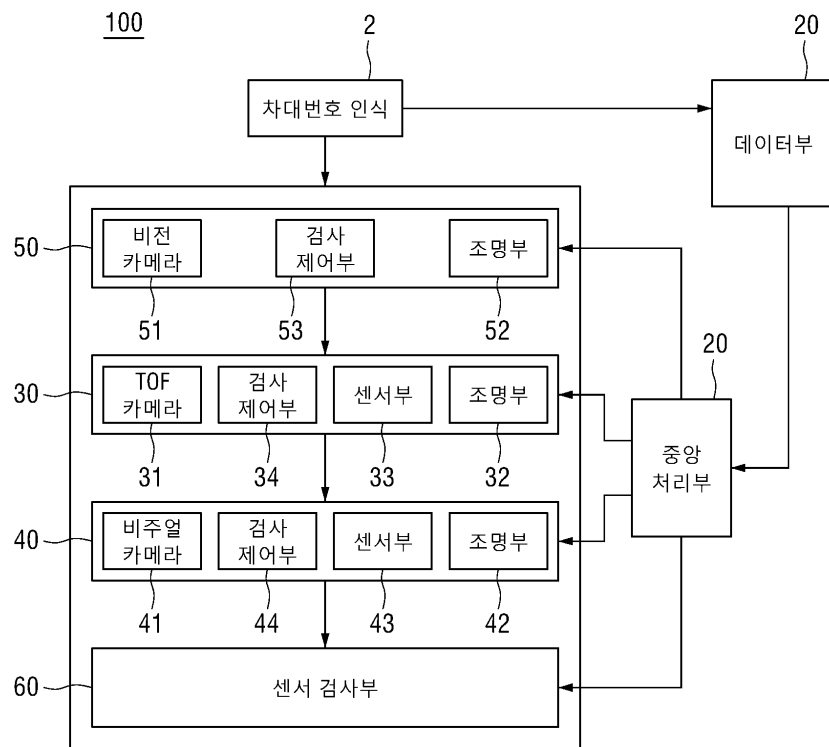 100
2
20
차대번호 인식
데이터부
50
비전
카메라
검사
제어부
조명부
51
53
52
20
30
TOF
카메라
검사
제어부
센서부
조명부
31
34
33
32
중앙
처리부
40
비주얼
카메라
검사
제어부
센서부
조명부
41
44
43
42
60
센서 검사부